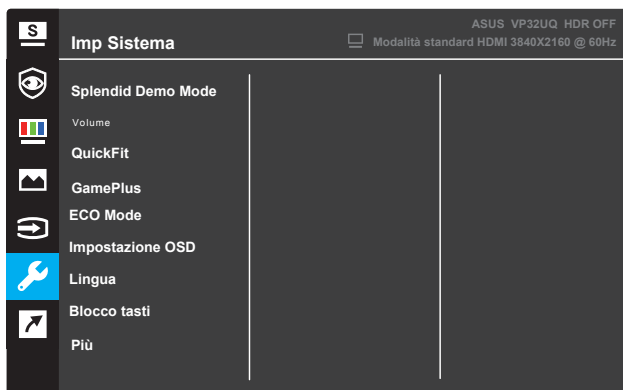 S
ASUS VP32UQ HDR OFF
Imp Sistema
Modalità standard HDMI 3840X2160 @ 60Hz
Splendid Demo Mode
Volume
QuickFit
GamePlus
ECO Mode
Impostazione OSD
Lingua
Blocco tasti
Più